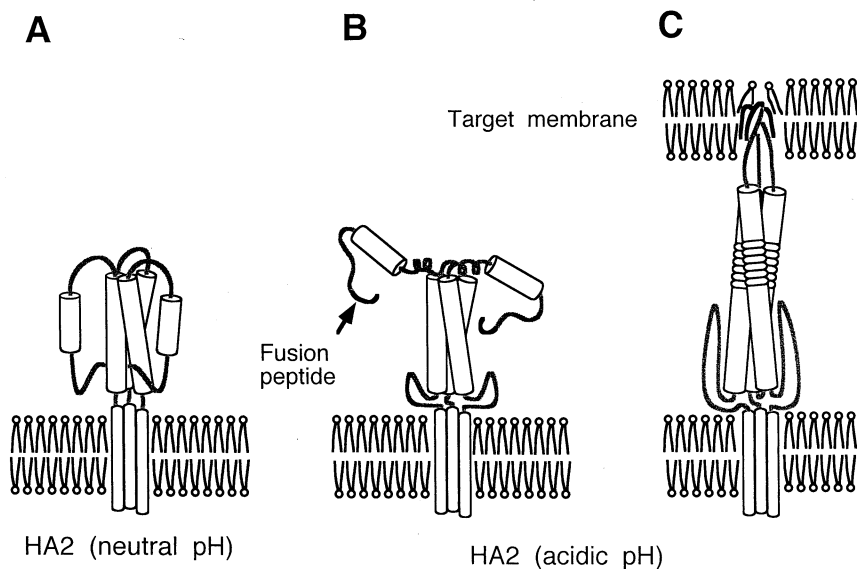 A
B
C
Target membrane
Fusion
peptide
HA2 (neutral pH)
HA2 (acidic pH)